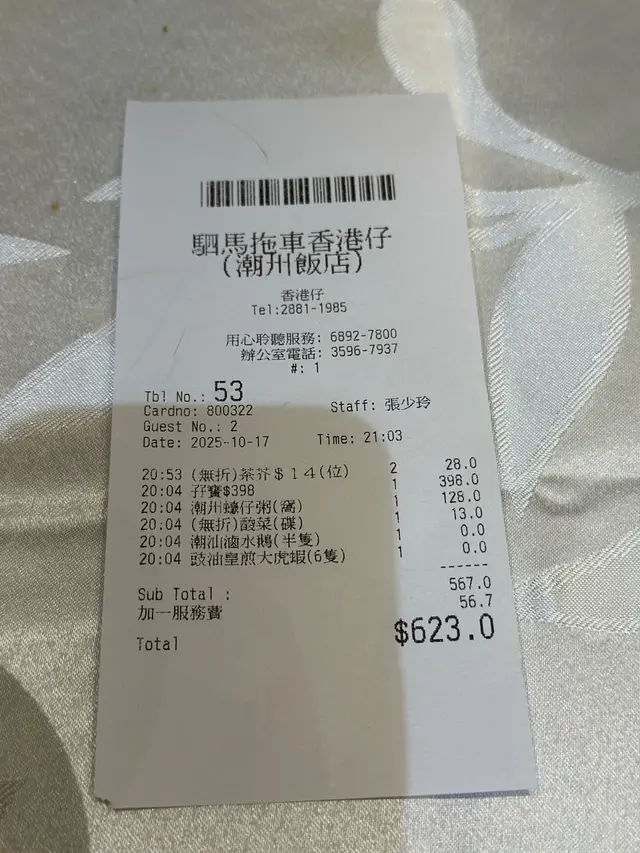 駟馬拖車香港仔
(潮州飯店)
香港仔
Tel:2881-1985
用心聆聽服務: 6892-7800
辦公室電話: 3596-7937
#: 1
Tbl No.: 53
Cardno: 800322 Staff: 張少玲
Guest No.: 2
Date: 2025-10-17 Time: 21:03
20:53 (無折)茶芥$14(位) 2 28.0
20:04 孖寶$398 1 398.0
20:04 潮州蠔仔粥(窩) 1 128.0
20:04 (無折)酸菜(碟) 1 13.0
20:04 潮汕滷水鵝(半隻) 1 0.0
20:04 豉油皇煎大虎蝦(6隻) 1 0.0
------
Sub Total : 567.0
加一服務費 56.7
Total $623.0